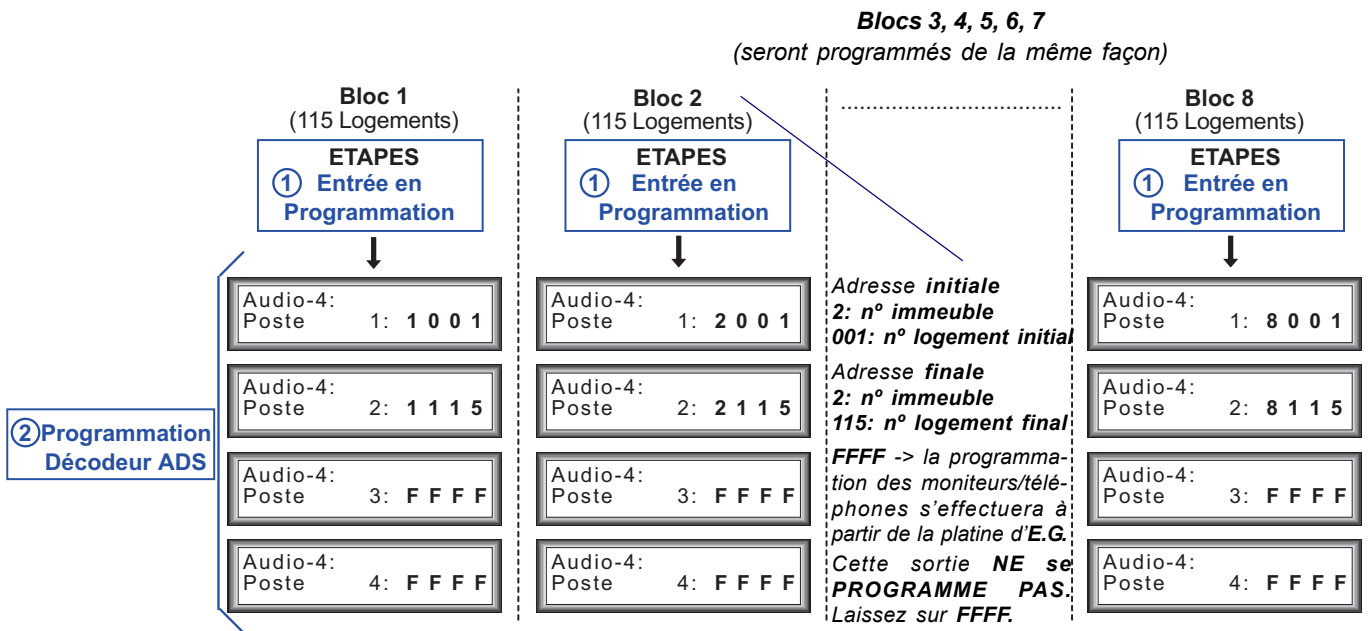 Blocs 3, 4, 5, 6, 7
(seront programmés de la même façon)
Bloc 1
(115 Logements)
ETAPES
1 Entrée en
Programmation
Bloc 2
(115 Logements)
ETAPES
1 Entrée en
Programmation
.................................
Bloc 8
(115 Logements)
ETAPES
1 Entrée en
Programmation
2 Programmation
Décodeur ADS
Audio-4:
Poste 1: 1 0 0 1
Audio-4:
Poste 2: 1 1 1 5
Audio-4:
Poste 3: F F F F
Audio-4:
Poste 4: F F F F
Audio-4:
Poste 1: 2 0 0 1
Audio-4:
Poste 2: 2 1 1 5
Audio-4:
Poste 3: F F F F
Audio-4:
Poste 4: F F F F
Adresse initiale
2: nº immeuble
001: nº logement initial
Adresse finale
2: nº immeuble
115: nº logement final
FFFF -> la programma-
tion des moniteurs/télé-
phones s'effectuera à
partir de la platine d'E.G.
Cette sortie NE se
PROGRAMME PAS.
Laissez sur FFFF.
Audio-4:
Poste 1: 8 0 0 1
Audio-4:
Poste 2: 8 1 1 5
Audio-4:
Poste 3: F F F F
Audio-4:
Poste 4: F F F F